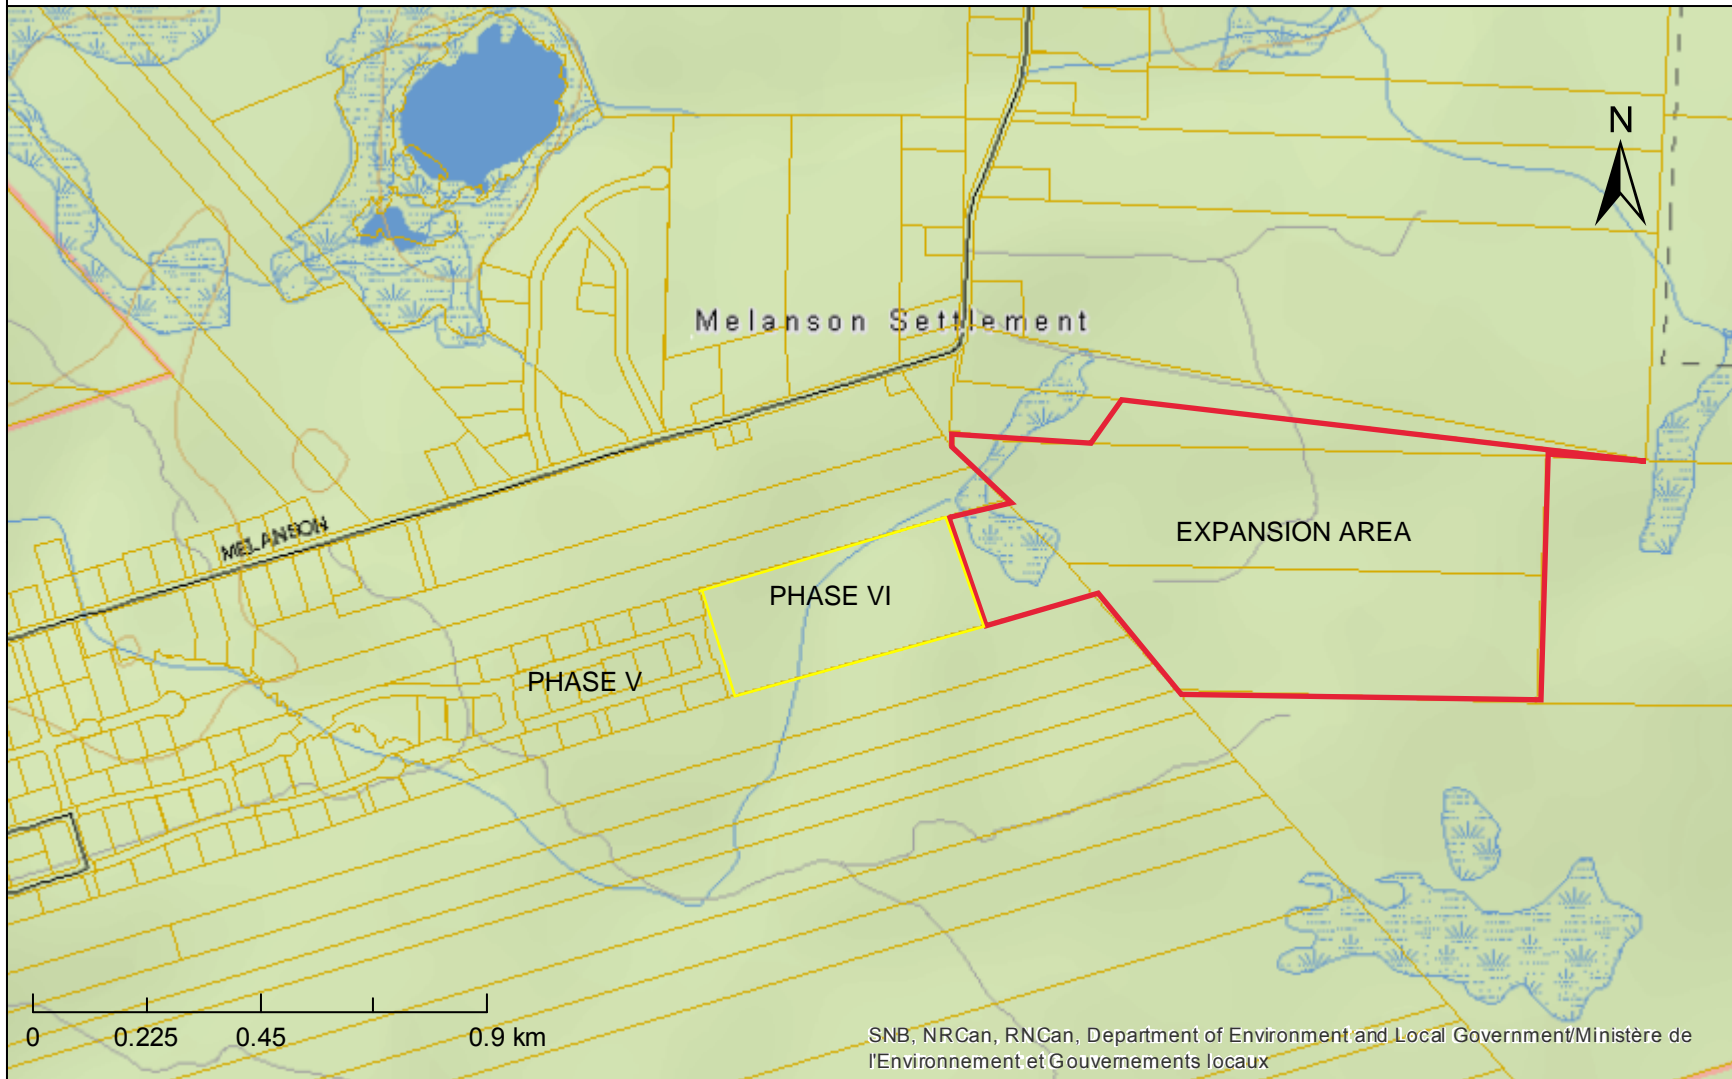 N
Melanson Settlement
MELANSON
EXPANSION AREA
PHASE VI
PHASE V
0 0.225 0.45 0.9 km
SNB, NRCan, RNCan, Department of Environment and Local Government/Ministère de
l'Environnement et Gouvernements locaux